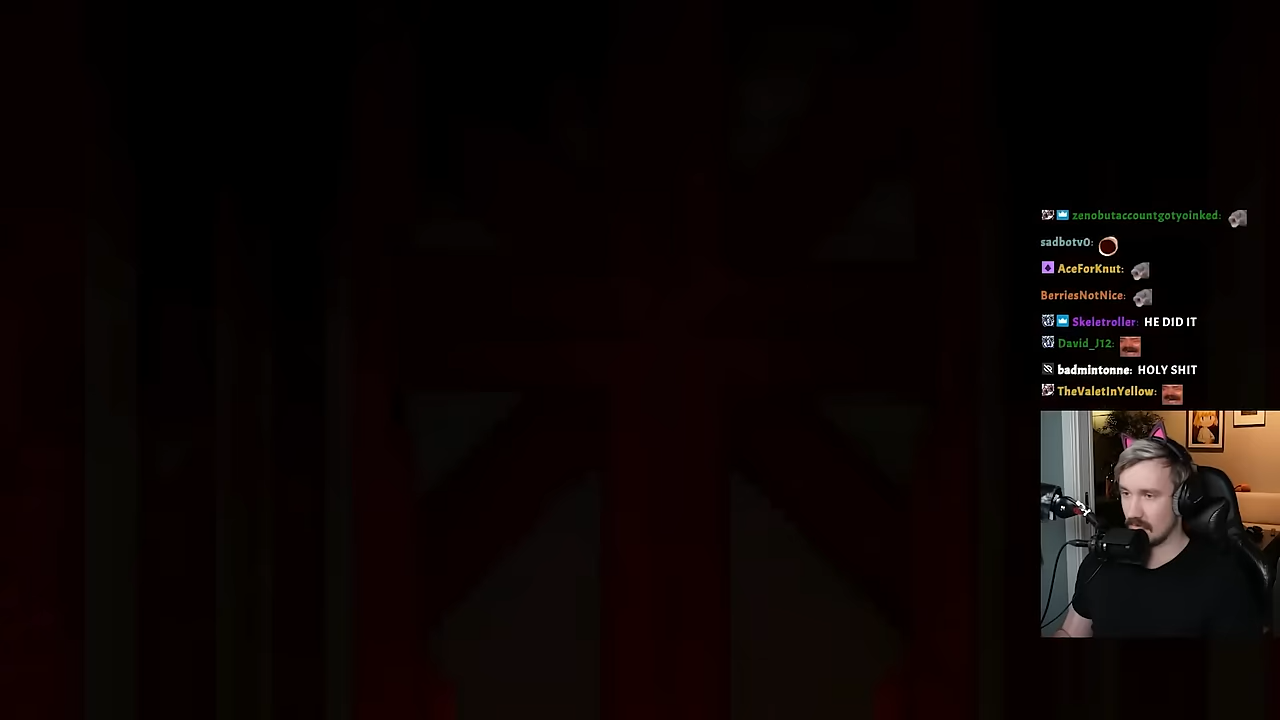 zenobutaccountgotyoinked:
sadbotv0:
AceForKnut:
BerriesNotNice:
Skeletroller: HE DID IT
David_J12:
badmintonne: HOLY SHIT
TheValetInYellow: